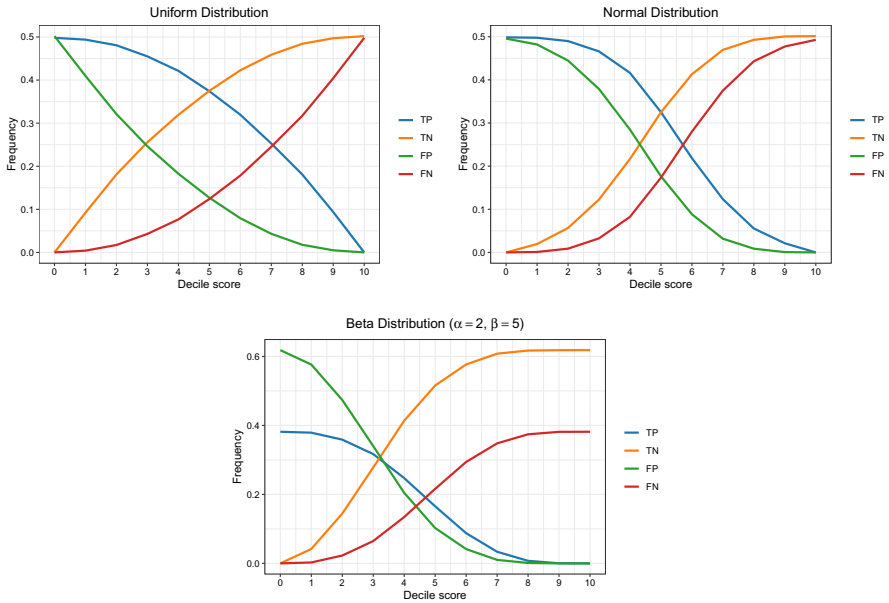 Uniform Distribution
0.5
0.4
0.3
0.2
0.1
0.0
Frequency
0 1 2 3 4 5 6 7 8 9 10
Decile score
TP
TN
FP
FN
Normal Distribution
0.5
0.4
0.3
0.2
0.1
0.0
Frequency
0 1 2 3 4 5 6 7 8 9 10
Decile score
TP
TN
FP
FN
Beta Distribution (α = 2, β = 5)
0.6
0.4
0.2
0.0
Frequency
0 1 2 3 4 5 6 7 8 9 10
Decile score
TP
TN
FP
FN